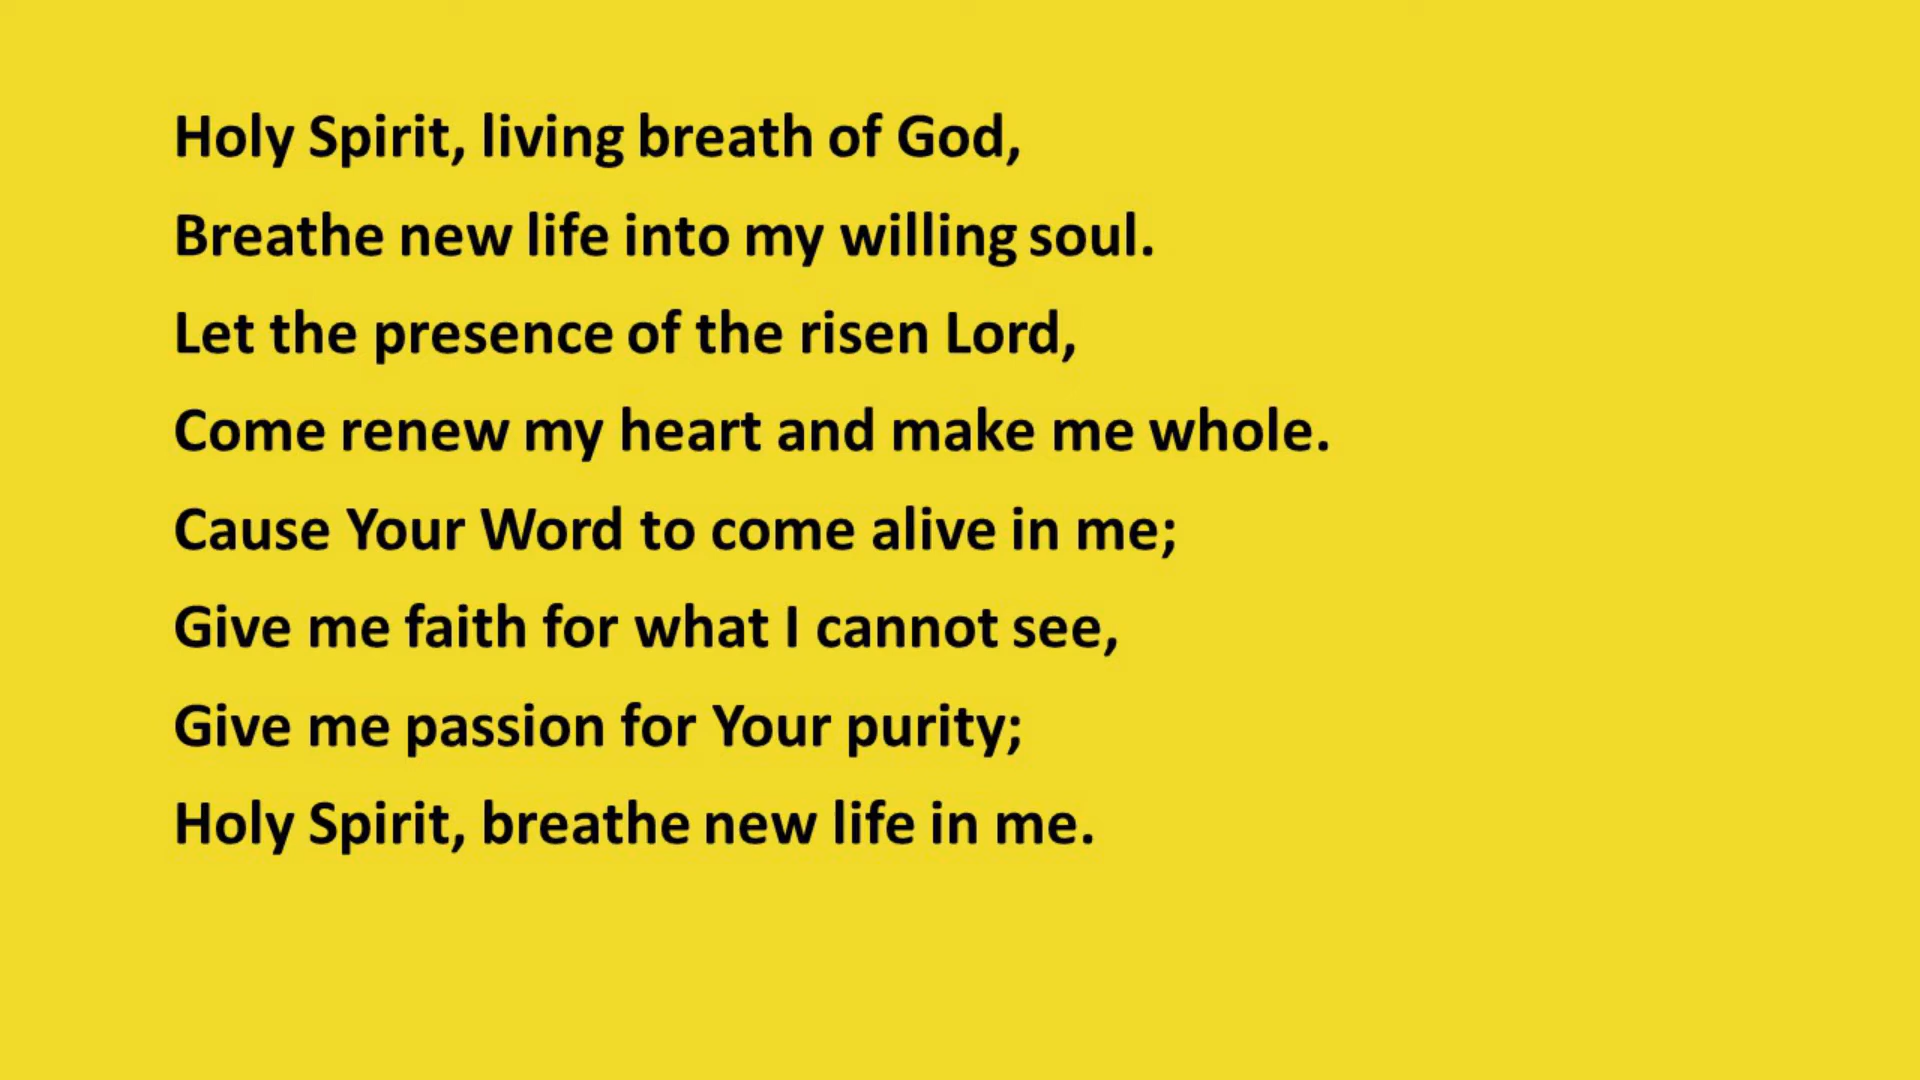 Holy Spirit, living breath of God,
Breathe new life into my willing soul.
Let the presence of the risen Lord,
Come renew my heart and make me whole.
Cause Your Word to come alive in me;
Give me faith for what I cannot see,
Give me passion for Your purity;
Holy Spirit, breathe new life in me.